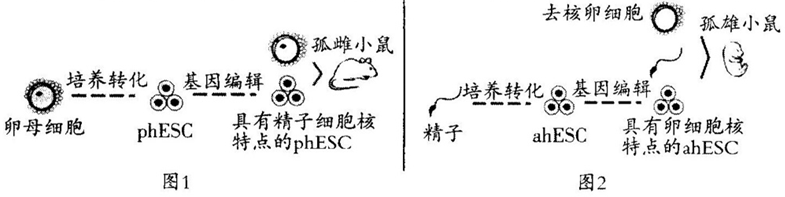 孤雌小鼠
培养转化
基因编辑
卵母细胞
phESC
具有精子细胞核
特点的phESC
图1
去核卵细胞
孤雄小鼠
培养转化
基因编辑
精子
ahESC
具有卵细胞核
特点的ahESC
图2